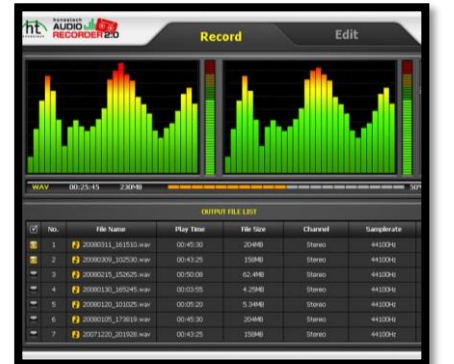 ht honestech AUDIO RECORDER 2.0
Record Edit
WAV 00:25:45 230MB 50%
OUTPUT FILE LIST
No. File Name Play Time File Size Channel Samplerate
1 20080311_161510.wav 00:45:30 204MB Stereo 44100Hz
2 20080309_102530.wav 00:43:25 158MB Stereo 44100Hz
3 20080215_152625.wav 00:50:08 62.4MB Stereo 44100Hz
4 20080130_165245.wav 00:03:55 4.25MB Stereo 44100Hz
5 20080120_101025.wav 00:05:20 5.34MB Stereo 44100Hz
6 20080105_173819.wav 00:45:30 204MB Stereo 44100Hz
7 20071220_201928.wav 00:43:25 158MB Stereo 44100Hz